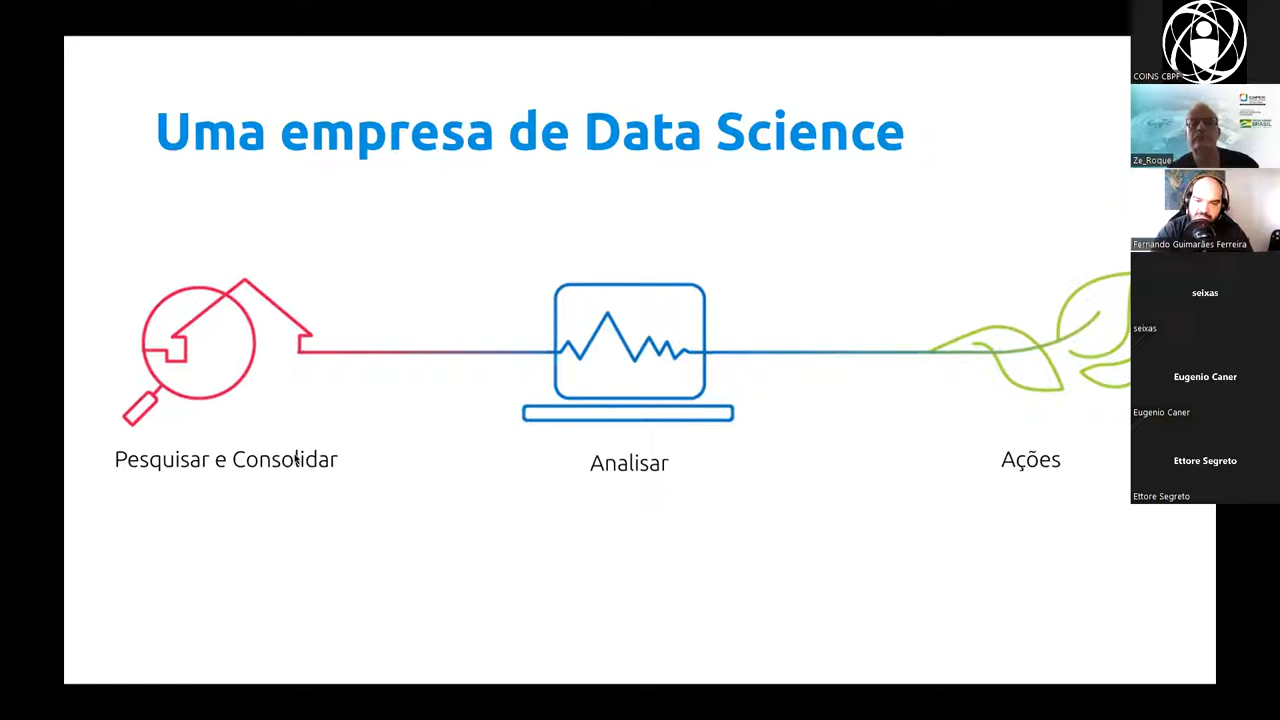 Uma empresa de Data Science
Pesquisar e Consolidar
Analisar
Ações
COINS CBPF
Ze_Roque
BRASIL
Fernando Guimarães Ferreira
seixas
seixas
Eugenio Caner
Eugenio Caner
Ettore Segreto
Ettore Segreto